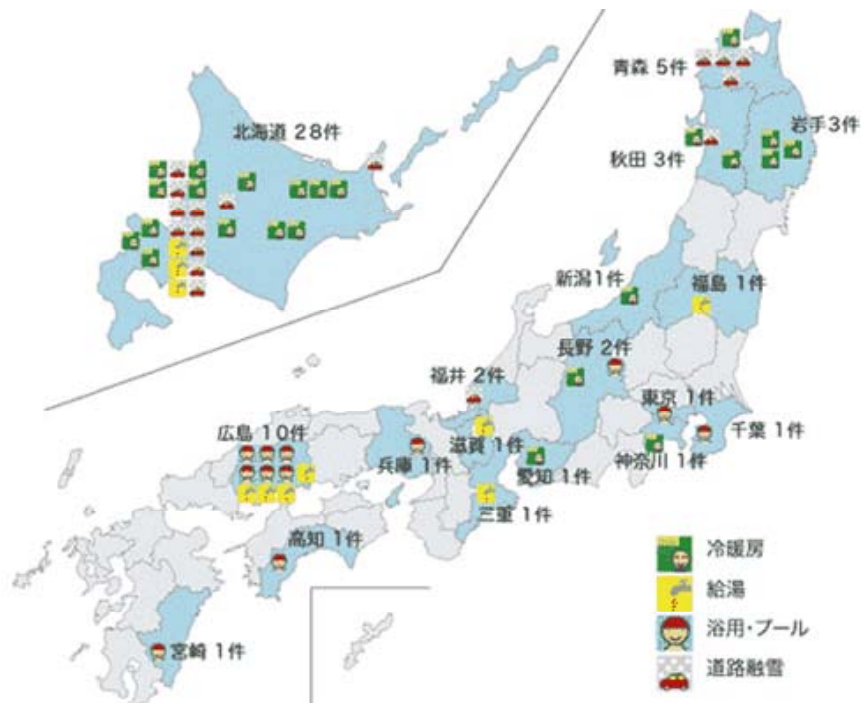 北海道 28件
青森 5件
岩手3件
秋田 3件
新潟1件
福島 1件
長野 2件
福井 2件
東京 1件
千葉 1件
広島 10件
兵庫 1件
滋賀 1件
愛知 1件
神奈川 1件
三重 1件
高知 1件
宮崎 1件
冷暖房
給湯
浴用・プール
道路融雪